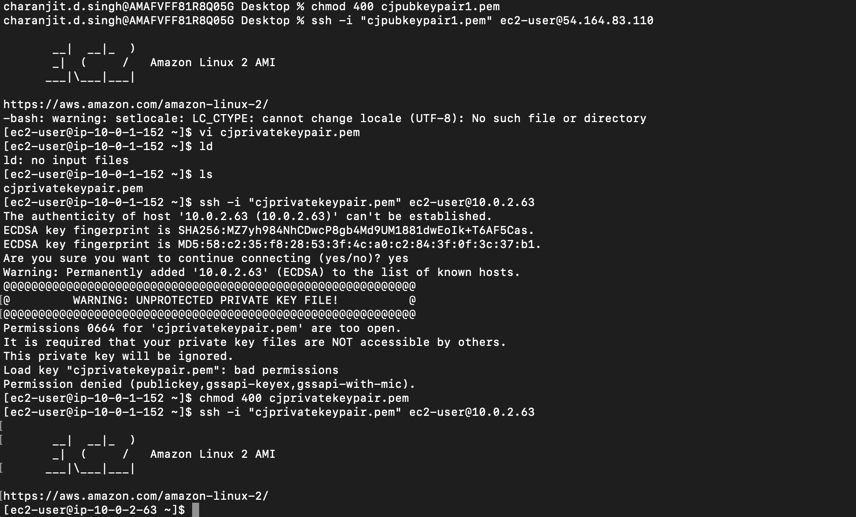 charanjit.d.singh@AMAFVFF81R8Q05G Desktop % chmod 400 cjpubkeypair1.pem
charanjit.d.singh@AMAFVFF81R8Q05G Desktop % ssh -i "cjpubkeypair1.pem" ec2-user@54.164.83.110
       __|  __|_  )
       _|  (     /   Amazon Linux 2 AMI
      ___|\___|___|
https://aws.amazon.com/amazon-linux-2/
-bash: warning: setlocale: LC_CTYPE: cannot change locale (UTF-8): No such file or directory
[ec2-user@ip-10-0-1-152 ~]$ vi cjprivatekeypair.pem
[ec2-user@ip-10-0-1-152 ~]$ ld
ld: no input files
[ec2-user@ip-10-0-1-152 ~]$ ls
cjprivatekeypair.pem
[ec2-user@ip-10-0-1-152 ~]$ ssh -i "cjprivatekeypair.pem" ec2-user@10.0.2.63
The authenticity of host '10.0.2.63 (10.0.2.63)' can't be established.
ECDSA key fingerprint is SHA256:MZ7yh984NhCDwcP8gb4Md9UM1881dwEoIk+T6AF5Cas.
ECDSA key fingerprint is MD5:58:c2:35:f8:28:53:3f:4c:a0:c2:84:3f:0f:3c:37:b1.
Are you sure you want to continue connecting (yes/no)? yes
Warning: Permanently added '10.0.2.63' (ECDSA) to the list of known hosts.
@@@@@@@@@@@@@@@@@@@@@@@@@@@@@@@@@@@@@@@@@@@@@@@@@@@@@@@@@@@
@         WARNING: UNPROTECTED PRIVATE KEY FILE!          @
@@@@@@@@@@@@@@@@@@@@@@@@@@@@@@@@@@@@@@@@@@@@@@@@@@@@@@@@@@@
Permissions 0664 for 'cjprivatekeypair.pem' are too open.
It is required that your private key files are NOT accessible by others.
This private key will be ignored.
Load key "cjprivatekeypair.pem": bad permissions
Permission denied (publickey,gssapi-keyex,gssapi-with-mic).
[ec2-user@ip-10-0-1-152 ~]$ chmod 400 cjprivatekeypair.pem
[ec2-user@ip-10-0-1-152 ~]$ ssh -i "cjprivatekeypair.pem" ec2-user@10.0.2.63
       __|  __|_  )
       _|  (     /   Amazon Linux 2 AMI
      ___|\___|___|
https://aws.amazon.com/amazon-linux-2/
[ec2-user@ip-10-0-2-63 ~]$